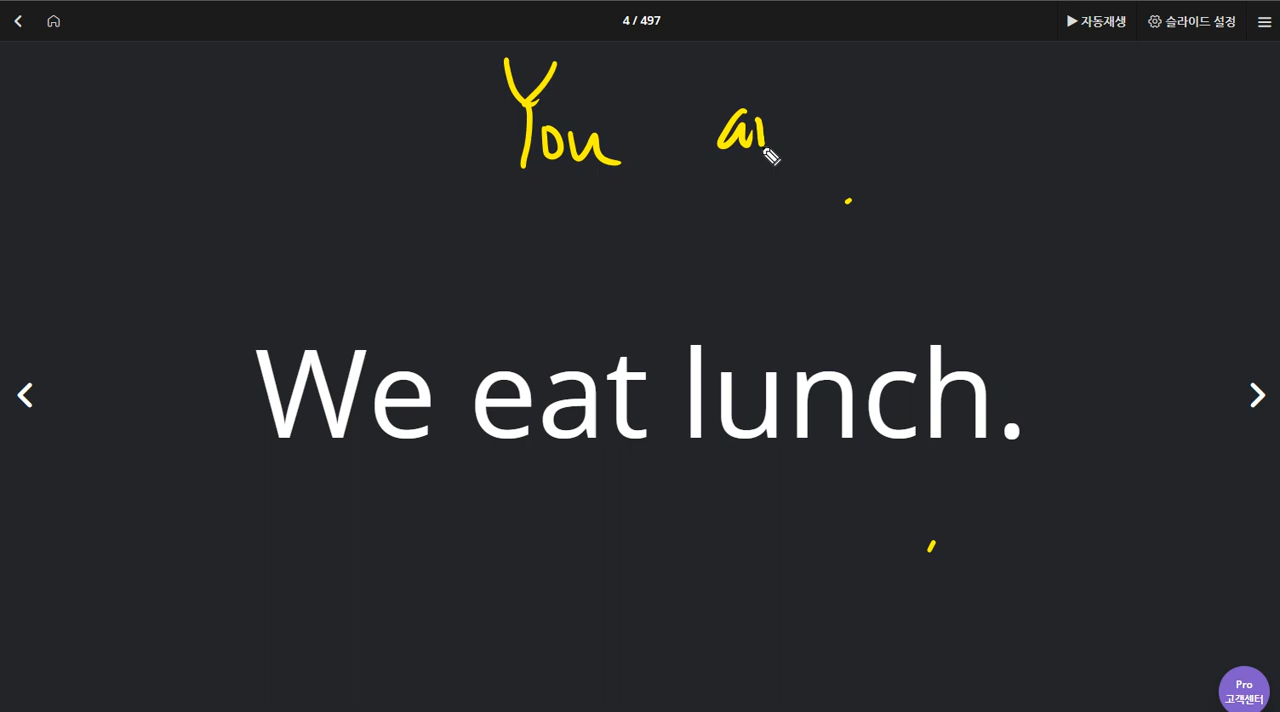 4 / 497
▶ 자동재생 슬라이드 설정
You
We eat lunch.
Pro
고객센터